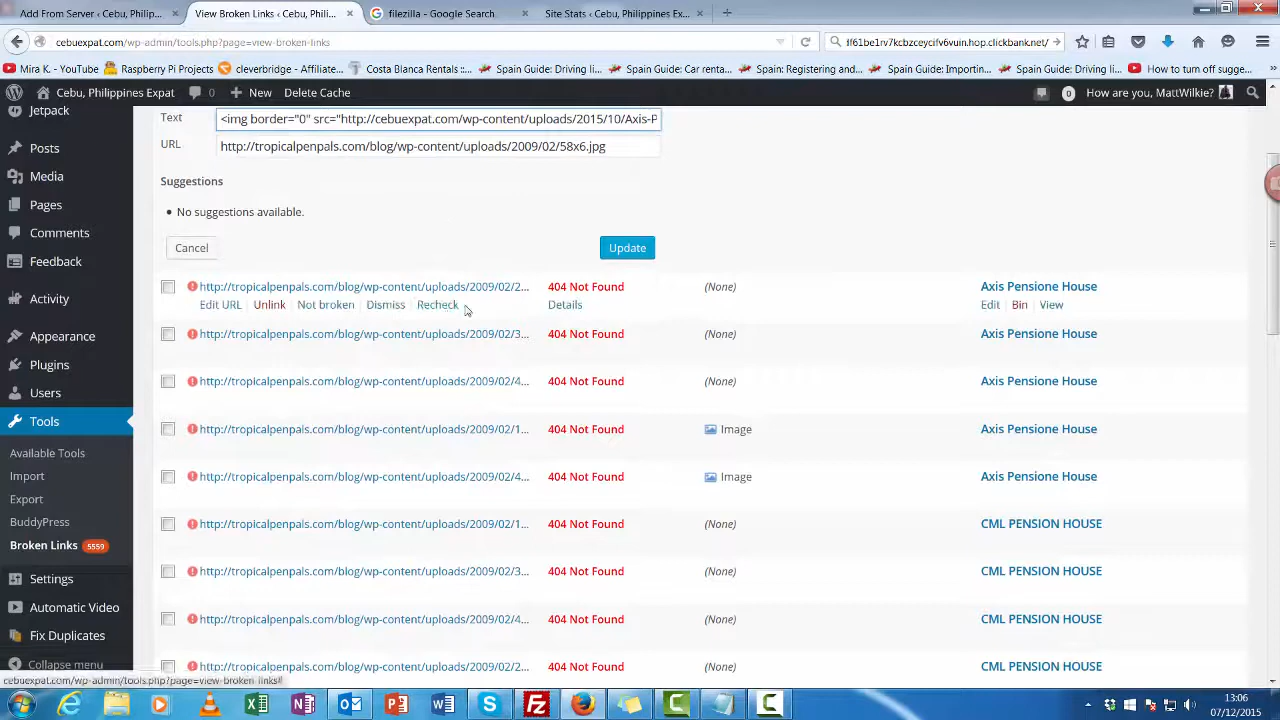 Add From Server ‹ Cebu, Phil... × View Broken Links ‹ Cebu, P... × filezilla - Google Search × Site Stats ‹ Cebu, Philippines Ex... × +
cebuexpat.com/wp-admin/tools.php?page=view-broken-links
Mira K. - YouTube Raspberry Pi Projects cleverbridge - Affiliate... Costa Blanca Rentals :... Spain Guide: Driving li... Spain Guide: Car renta... Spain: Registering and... Spain Guide: Importin... Spain Guide: Driving li... How to turn off sugge...
Cebu, Philippines Expat 0 + New Delete Cache 0 How are you, MattWilkie?
Jetpack
Posts
Media
Pages
Comments
Feedback
Activity
Appearance
Plugins
Users
Tools
Available Tools
Import
Export
BuddyPress
Broken Links 5559
Settings
Automatic Video
Fix Duplicates
Collapse menu
Text <img border="0" src="http://cebuexpat.com/wp-content/uploads/2015/10/Axis-P
URL http://tropicalpenpals.com/blog/wp-content/uploads/2009/02/58x6.jpg
Suggestions
• No suggestions available.
Cancel Update
http://tropicalpenpals.com/blog/wp-content/uploads/2009/02/2... 404 Not Found (None) Axis Pensione House
Edit URL | Unlink | Not broken | Dismiss | Recheck Details Edit | Bin | View
http://tropicalpenpals.com/blog/wp-content/uploads/2009/02/3... 404 Not Found (None) Axis Pensione House
http://tropicalpenpals.com/blog/wp-content/uploads/2009/02/4... 404 Not Found (None) Axis Pensione House
http://tropicalpenpals.com/blog/wp-content/uploads/2009/02/1... 404 Not Found Image Axis Pensione House
http://tropicalpenpals.com/blog/wp-content/uploads/2009/02/4... 404 Not Found Image Axis Pensione House
http://tropicalpenpals.com/blog/wp-content/uploads/2009/02/1... 404 Not Found (None) CML PENSION HOUSE
http://tropicalpenpals.com/blog/wp-content/uploads/2009/02/3... 404 Not Found (None) CML PENSION HOUSE
http://tropicalpenpals.com/blog/wp-content/uploads/2009/02/4... 404 Not Found (None) CML PENSION HOUSE
http://tropicalpenpals.com/blog/wp-content/uploads/2009/02/2... 404 Not Found (None) CML PENSION HOUSE
cebuexpat.com/wp-admin/tools.php?page=view-broken-links#
13:06
07/12/2015